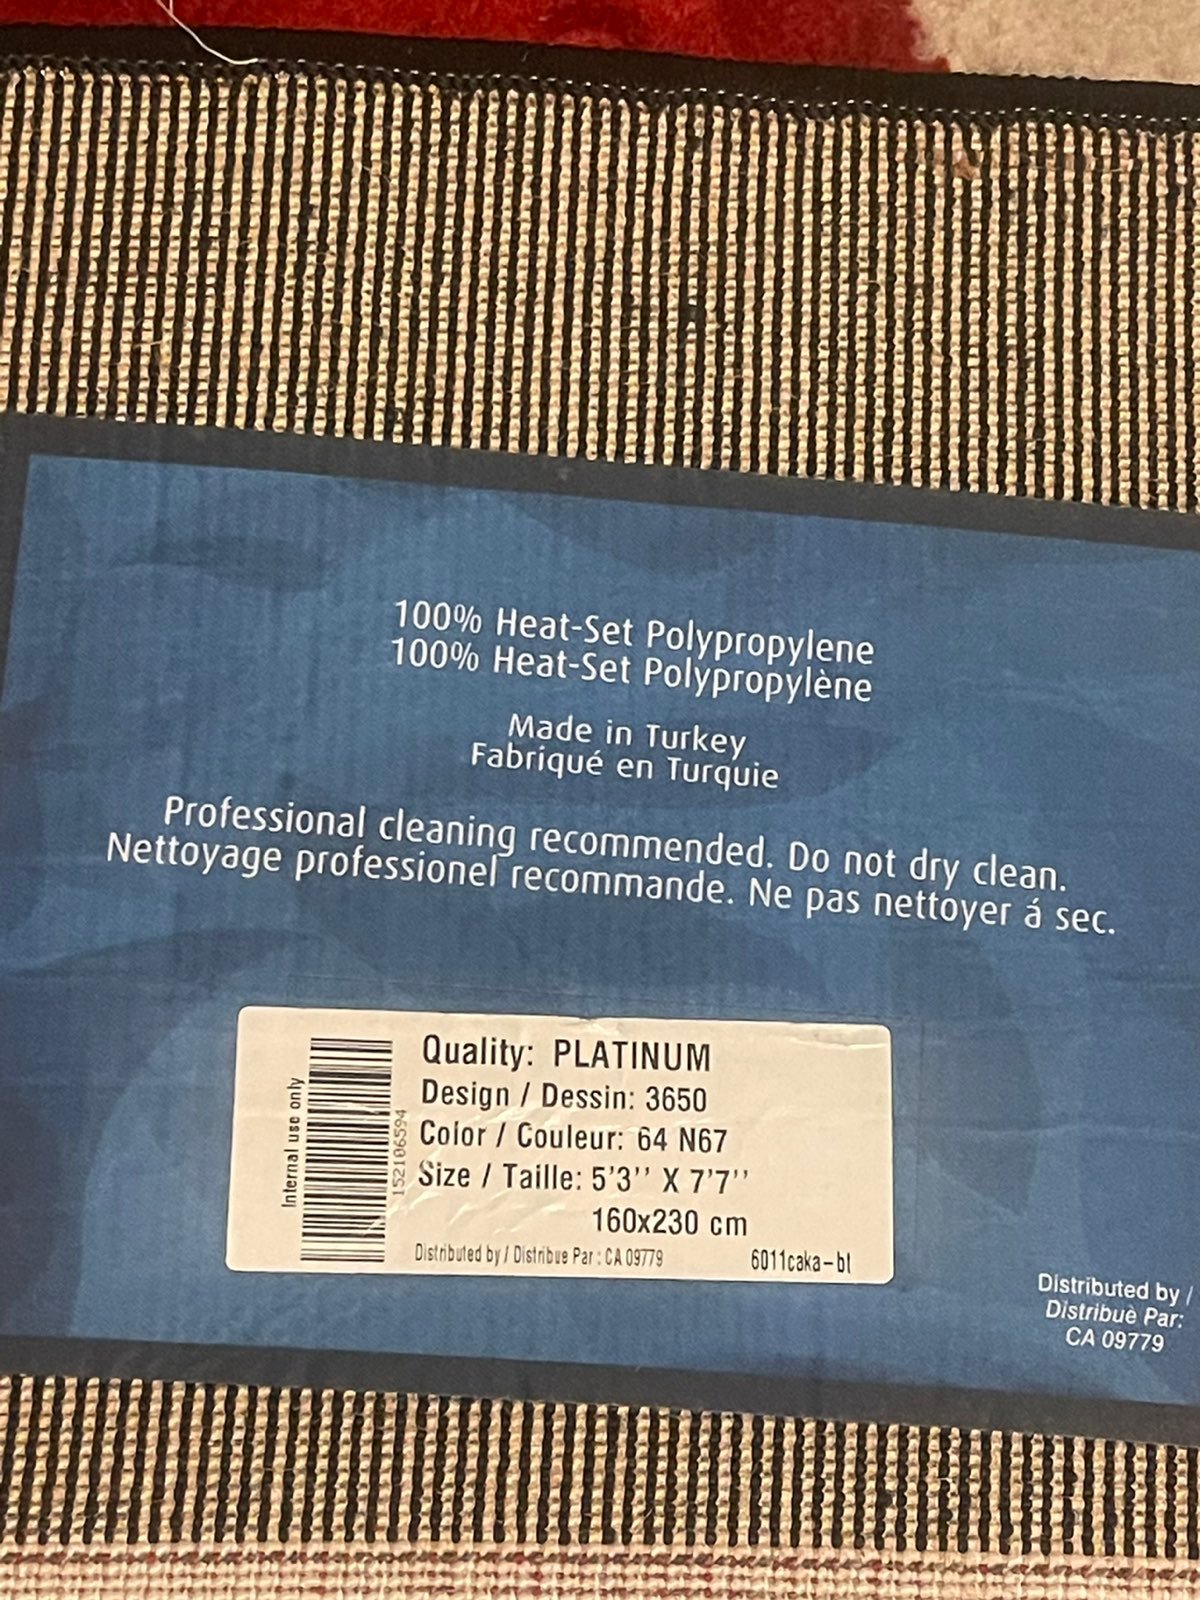 100% Heat-Set Polypropylene
100% Heat-Set Polypropylène
Made in Turkey
Fabriqué en Turquie
Professional cleaning recommended. Do not dry clean.
Nettoyage professionel recommande. Ne pas nettoyer á sec.
Internal use only
152106594
Quality: PLATINUM
Design / Dessin: 3650
Color / Couleur: 64 N67
Size / Taille: 5'3'' X 7'7''
160x230 cm
Distributed by / Distribue Par : CA 09779
6011caka-bt
Distributed by /
Distribuè Par:
CA 09779